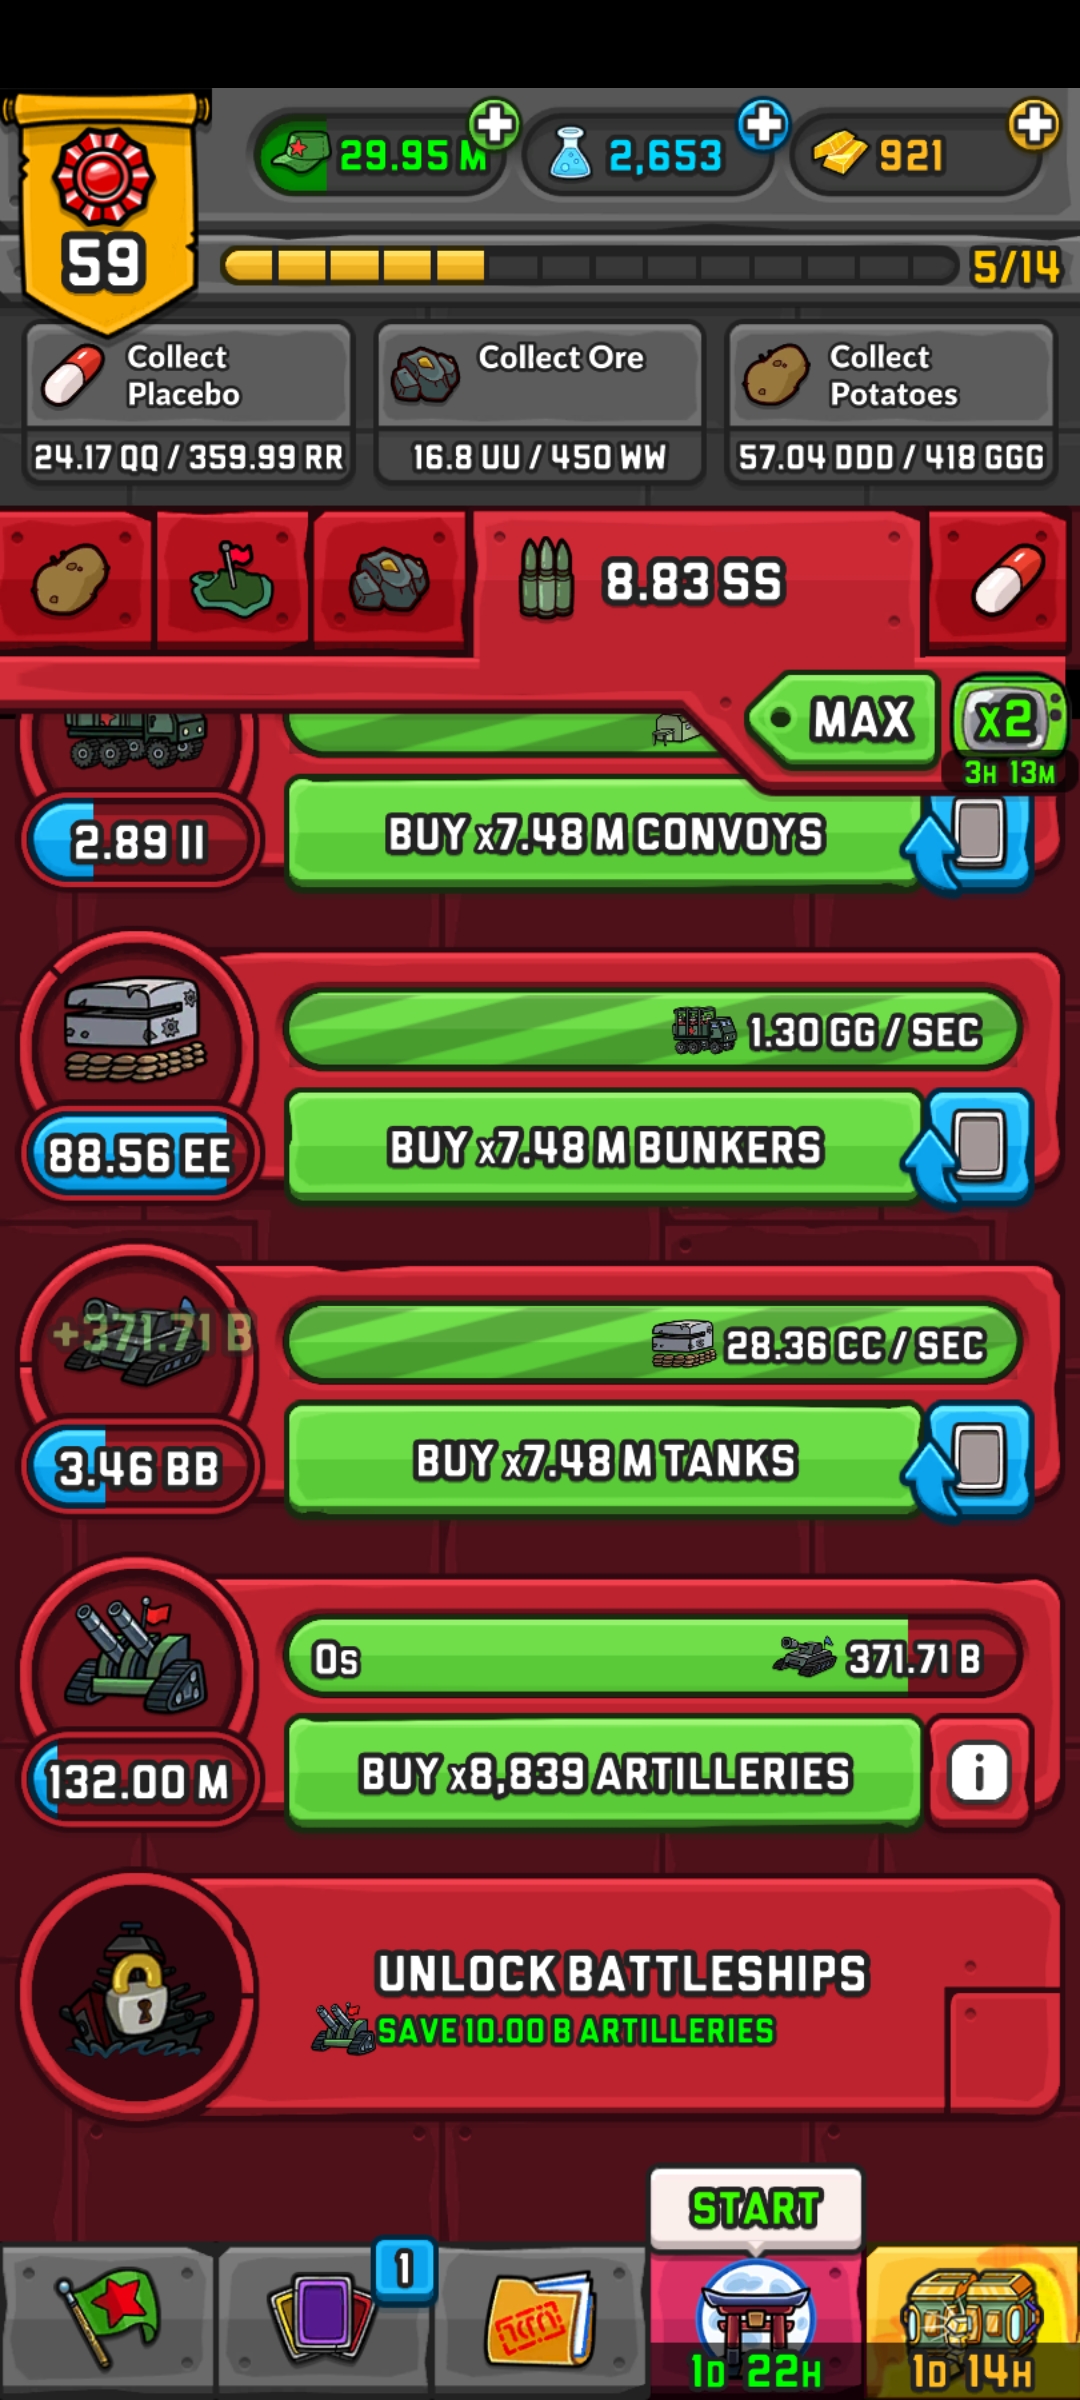 59
29.95 M
2,653
921
5/14
Collect Placebo
24.17 QQ / 359.99 RR
Collect Ore
16.8 UU / 450 WW
Collect Potatoes
57.04 DDD / 418 GGG
8.83 SS
MAX
x2
3H 13M
2.89 II
BUY x7.48 M CONVOYS
1.30 GG / SEC
88.56 EE
BUY x7.48 M BUNKERS
+371.71 B
28.36 CC / SEC
3.46 BB
BUY x7.48 M TANKS
0s
371.71 B
132.00 M
BUY x8,839 ARTILLERIES
i
UNLOCK BATTLESHIPS
SAVE 10.00 B ARTILLERIES
START
1
1D 22H
1D 14H